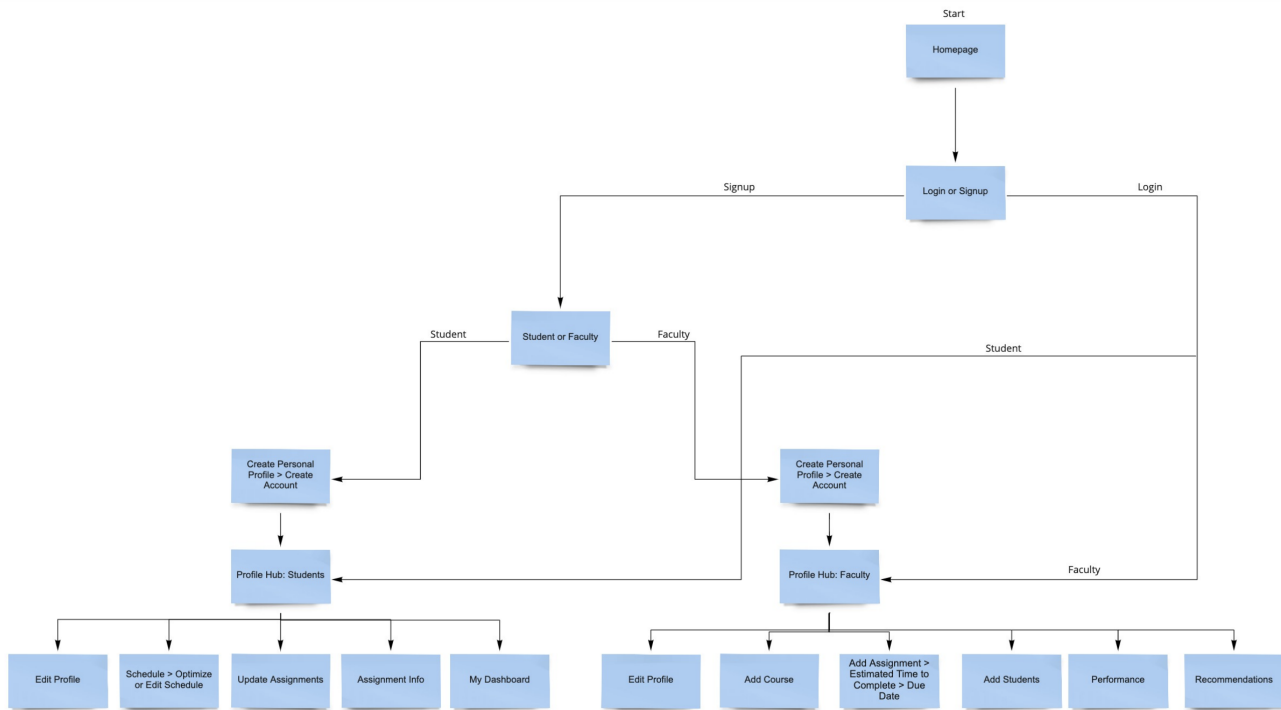 Start
Homepage
Signup
Login or Signup
Login
Student
Student or Faculty
Faculty
Student
Create Personal
Profile > Create
Account
Create Personal
Profile > Create
Account
Profile Hub: Students
Profile Hub: Faculty
Faculty
Edit Profile
Schedule > Optimize
or Edit Schedule
Update Assignments
Assignment Info
My Dashboard
Edit Profile
Add Course
Add Assignment >
Estimated Time to
Complete > Due
Date
Add Students
Performance
Recommendations